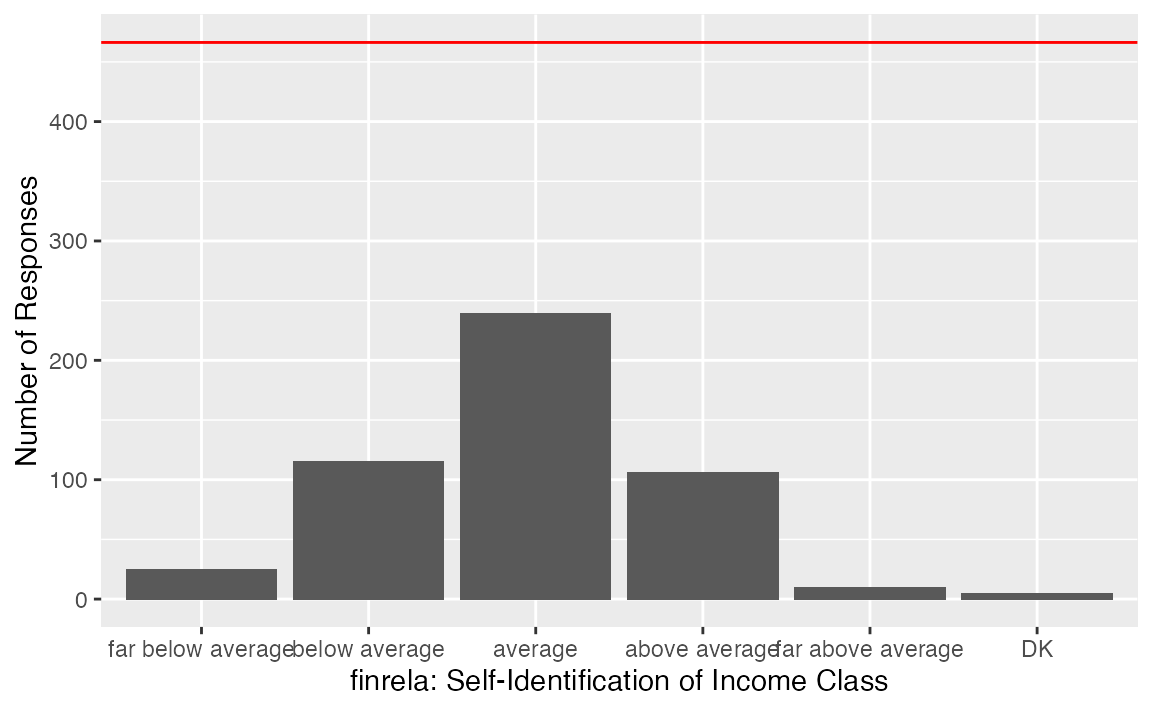 Number of Responses
400
300
200
100
0
far below average
below average
average
above average
far above average
DK
finrela: Self-Identification of Income Class